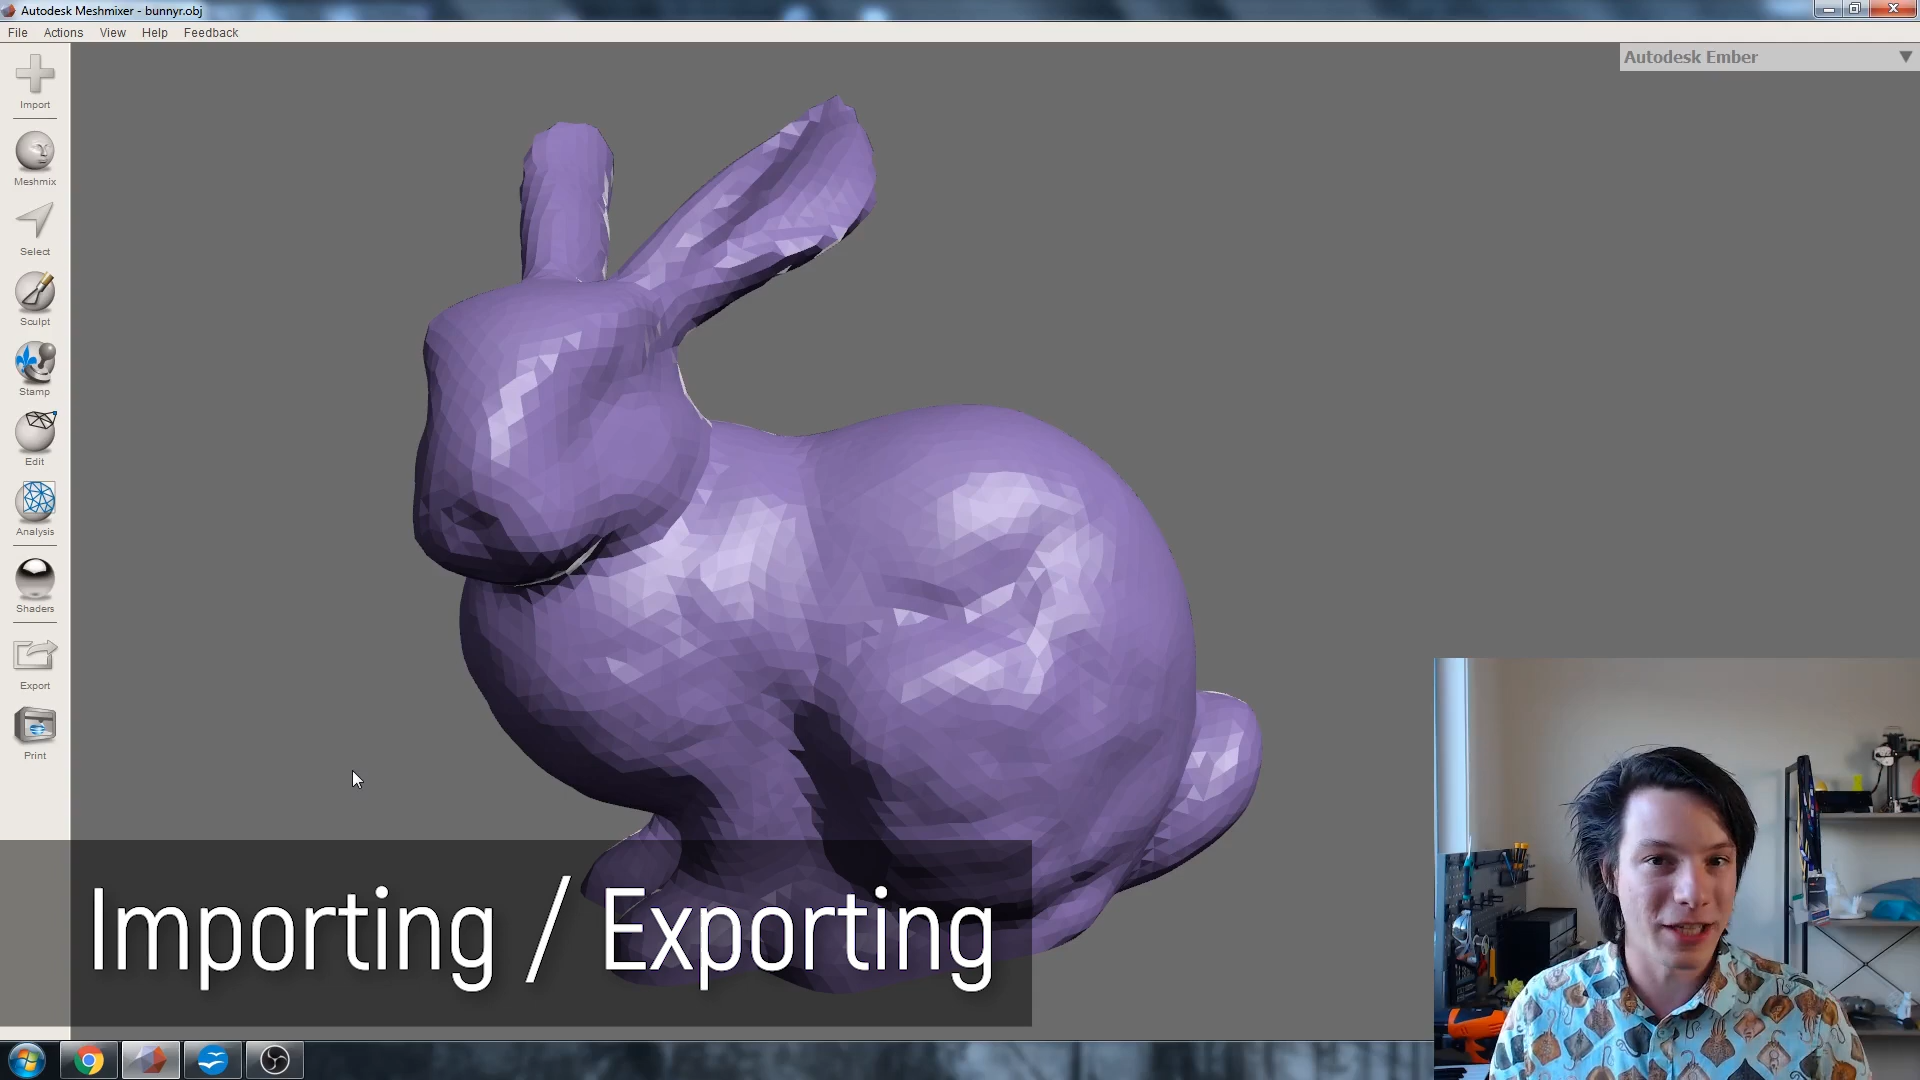 Autodesk Meshmixer - bunnyr.obj
File Actions View Help Feedback
Autodesk Ember
Import
Meshmix
Select
Sculpt
Stamp
Edit
Analysis
Shaders
Export
Print
Importing / Exporting